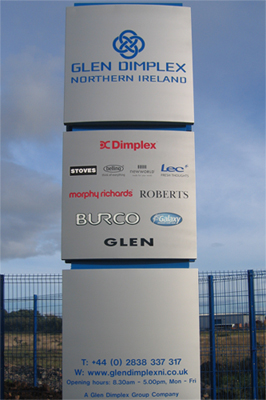 GLEN DIMPLEX
NORTHERN IRELAND
Dimplex
STOVES belling Lec
morphy richards ROBERTS
BURCO Galaxy
GLEN
T: +44 (0) 2838 337 317
W: www.glendimplexni.co.uk
Opening hours: 8.30am - 5.00pm, Mon - Fri
A Glen Dimplex Group Company